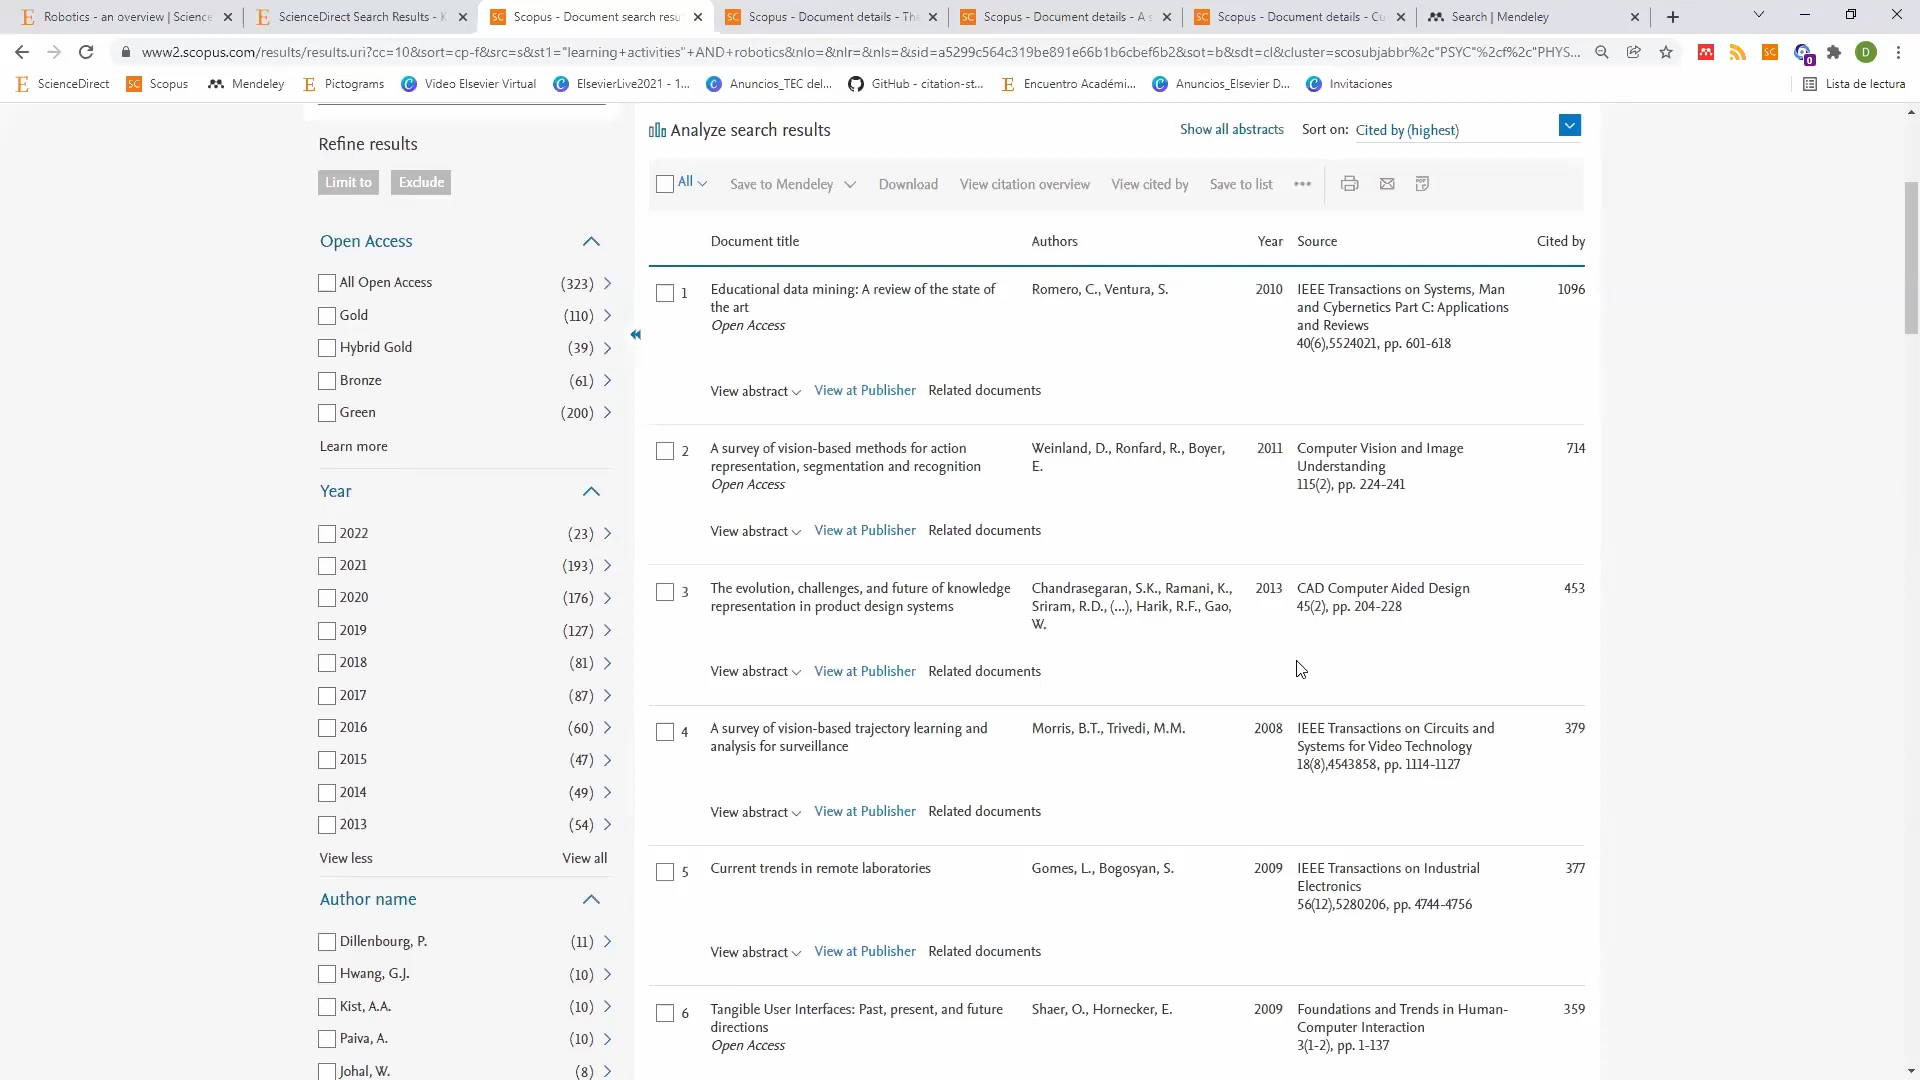 Robotics - an overview | Science
ScienceDirect Search Results - K
Scopus - Document search resu
Scopus - Document details - The
Scopus - Document details - A s
Scopus - Document details - Cu
Search | Mendeley
www2.scopus.com/results/results.uri?cc=10&sort=cp-f&src=s&st1="learning+activities"+AND+robotics&nlo=&nlr=&nls=&sid=a5299c564c319be891e66b1b6cbef6b2&sot=b&sdt=cl&cluster=scosubjabbr%2c"PSYC"%2cf%2c"PHYS...
0
D
ScienceDirect
Scopus
Mendeley
Pictograms
Video Elsevier Virtual
ElsevierLive2021 - 1...
Anuncios_TEC del...
GitHub - citation-st...
Encuentro Académi...
Anuncios_Elsevier D...
Invitaciones
Lista de lectura
Refine results
Limit to
Exclude
Open Access
All Open Access (323)
Gold (110)
Hybrid Gold (39)
Bronze (61)
Green (200)
Learn more
Year
2022 (23)
2021 (193)
2020 (176)
2019 (127)
2018 (81)
2017 (87)
2016 (60)
2015 (47)
2014 (49)
2013 (54)
View less View all
Author name
Dillenbourg, P. (11)
Hwang, G.J. (10)
Kist, A.A. (10)
Paiva, A. (10)
Johal, W. (8)
Analyze search results
Show all abstracts Sort on: Cited by (highest)
All Save to Mendeley Download View citation overview View cited by Save to list •••
Document title Authors Year Source Cited by
1 Educational data mining: A review of the state of Romero, C., Ventura, S. 2010 IEEE Transactions on Systems, Man 1096
the art and Cybernetics Part C: Applications
Open Access and Reviews
40(6),5524021, pp. 601-618
View abstract View at Publisher Related documents
2 A survey of vision-based methods for action Weinland, D., Ronfard, R., Boyer, 2011 Computer Vision and Image 714
representation, segmentation and recognition E. Understanding
Open Access 115(2), pp. 224-241
View abstract View at Publisher Related documents
3 The evolution, challenges, and future of knowledge Chandrasegaran, S.K., Ramani, K., 2013 CAD Computer Aided Design 453
representation in product design systems Sriram, R.D., (...), Harik, R.F., Gao, 45(2), pp. 204-228
W.
View abstract View at Publisher Related documents
4 A survey of vision-based trajectory learning and Morris, B.T., Trivedi, M.M. 2008 IEEE Transactions on Circuits and 379
analysis for surveillance Systems for Video Technology
18(8),4543858, pp. 1114-1127
View abstract View at Publisher Related documents
5 Current trends in remote laboratories Gomes, L., Bogosyan, S. 2009 IEEE Transactions on Industrial 377
Electronics
56(12),5280206, pp. 4744-4756
View abstract View at Publisher Related documents
6 Tangible User Interfaces: Past, present, and future Shaer, O., Hornecker, E. 2009 Foundations and Trends in Human- 359
directions Computer Interaction
Open Access 3(1-2), pp. 1-137